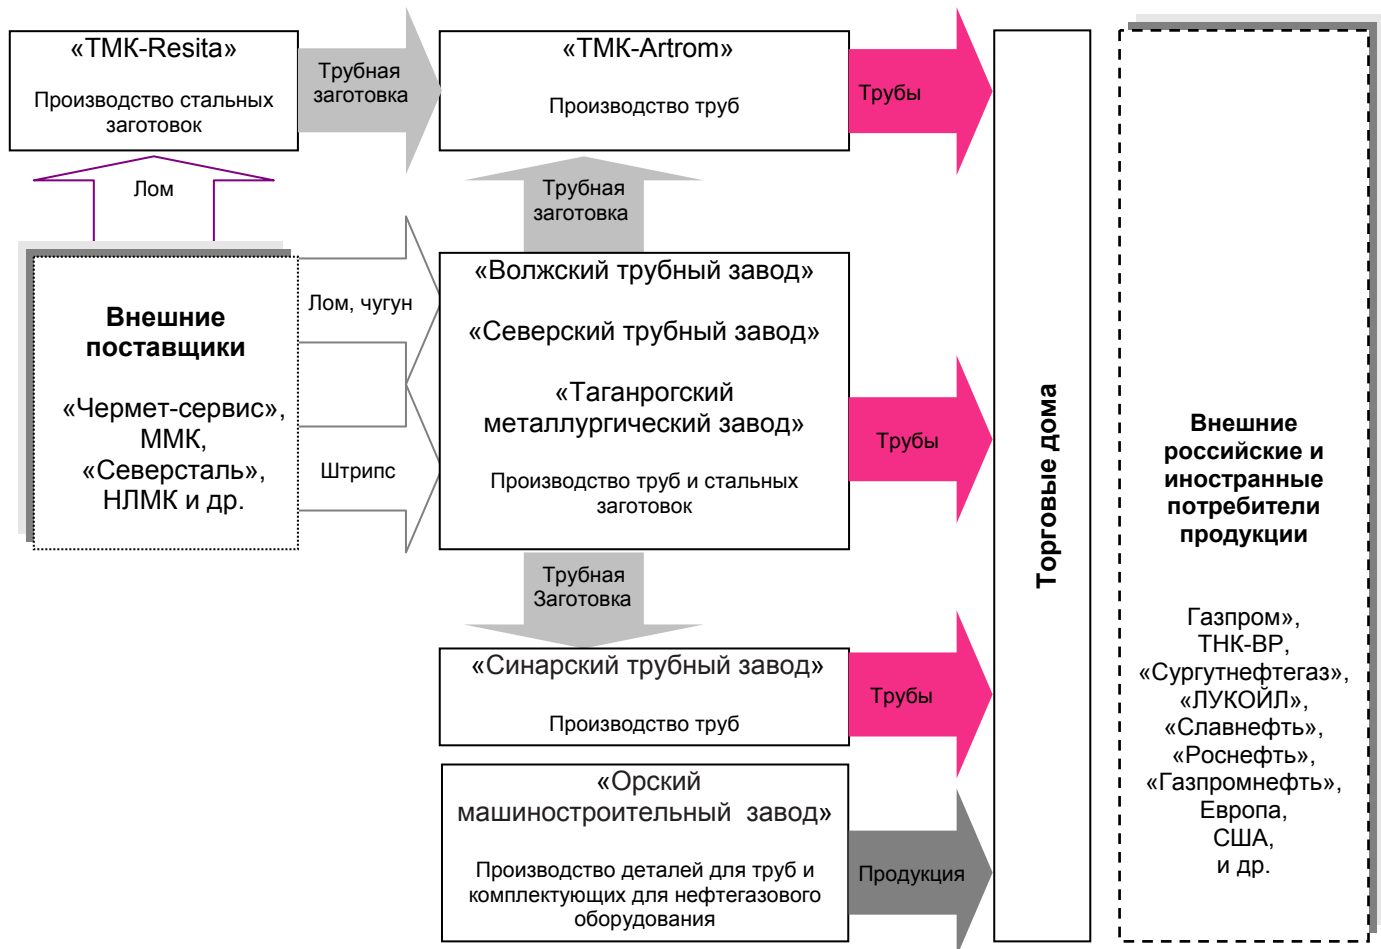 «ТМК-Resita»
Производство стальных
заготовок
Трубная
заготовка
«ТМК-Artrom»
Производство труб
Трубы
Лом
Трубная
заготовка
Внешние
поставщики
«Чермет-сервис»,
ММК,
«Северсталь»,
НЛМК и др.
Лом, чугун
Штрипс
«Волжский трубный завод»
«Северский трубный завод»
«Таганрогский
металлургический завод»
Производство труб и стальных
заготовок
Трубы
Трубная
Заготовка
«Синарский трубный завод»
Производство труб
Трубы
«Орский
машиностроительный завод»
Производство деталей для труб и
комплектующих для нефтегазового
оборудования
Продукция
Торговые дома
Внешние
российские и
иностранные
потребители
продукции
Газпром»,
ТНК-ВР,
«Сургутнефтегаз»,
«ЛУКОЙЛ»,
«Славнефть»,
«Роснефть»,
«Газпромнефть»,
Европа,
США,
и др.